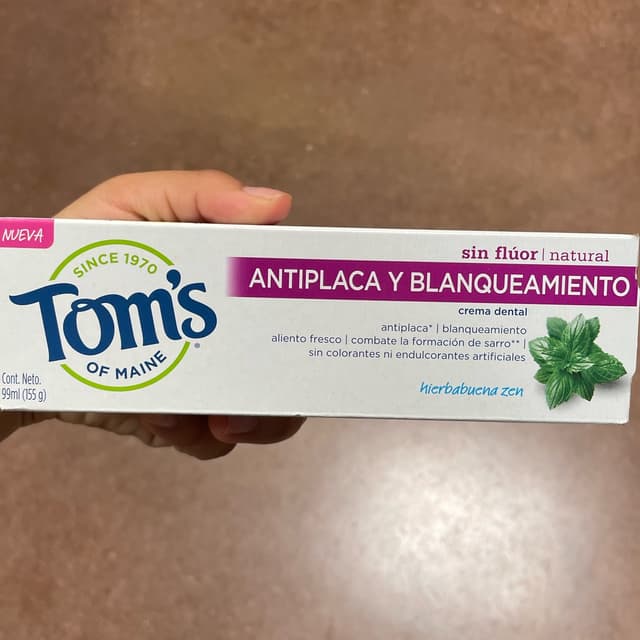 NUEVA
SINCE 1970
Tom's
OF MAINE
®
Cont. Neto.
99ml (155 g)
sin flúor | natural
ANTIPLACA Y BLANQUEAMIENTO
crema dental
antiplaca* | blanqueamiento
aliento fresco | combate la formación de sarro** |
sin colorantes ni endulcorantes artificiales
hierbabuena zen